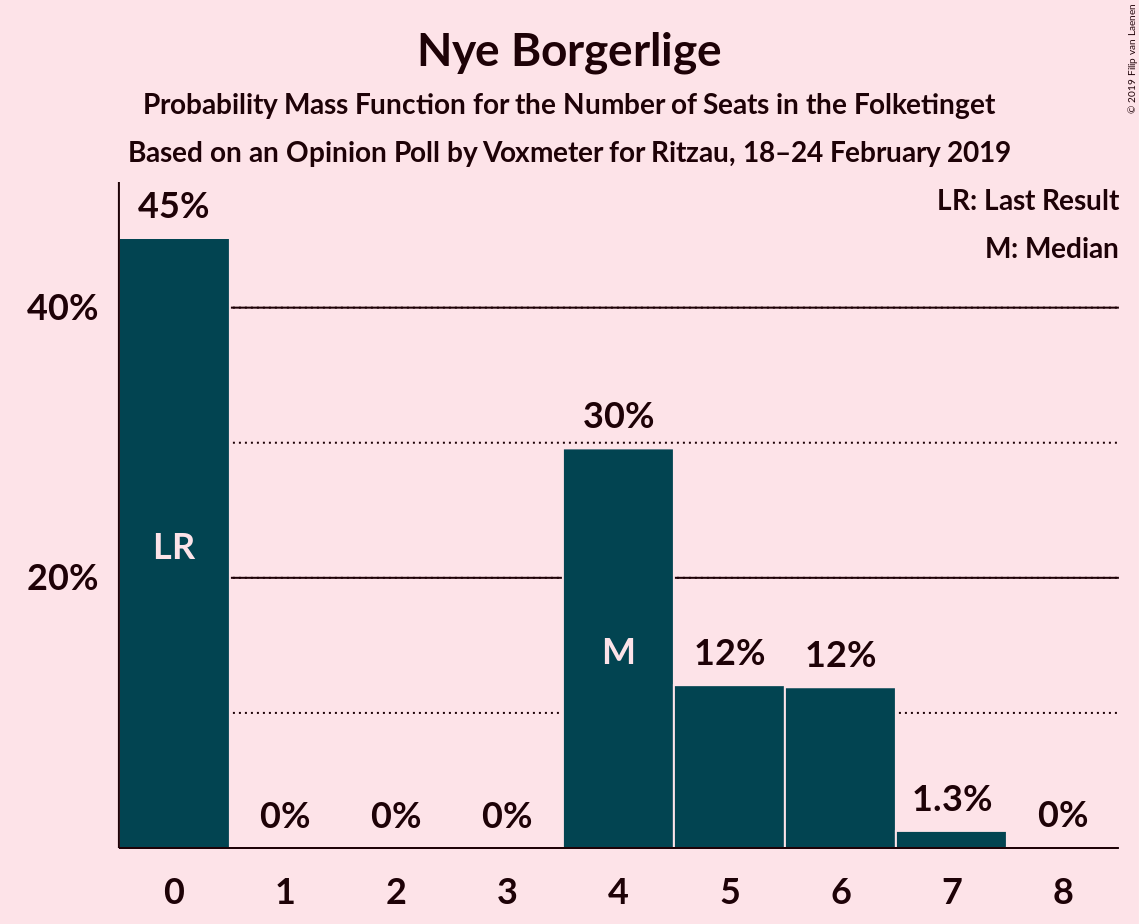 Nye Borgerlige
Probability Mass Function for the Number of Seats in the Folketinget
Based on an Opinion Poll by Voxmeter for Ritzau, 18–24 February 2019
© 2019 Filip van Laenen
LR: Last Result
M: Median
45%
40%
30%
LR
20%
M
12%
12%
1.3%
0%
0%
0%
0%
0 1 2 3 4 5 6 7 8